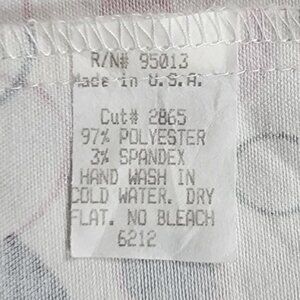 R/N# 95013
Made in U.S.A.
Cut# 2865
97% POLYESTER
3% SPANDEX
HAND WASH IN
COLD WATER. DRY
FLAT. NO BLEACH
6212